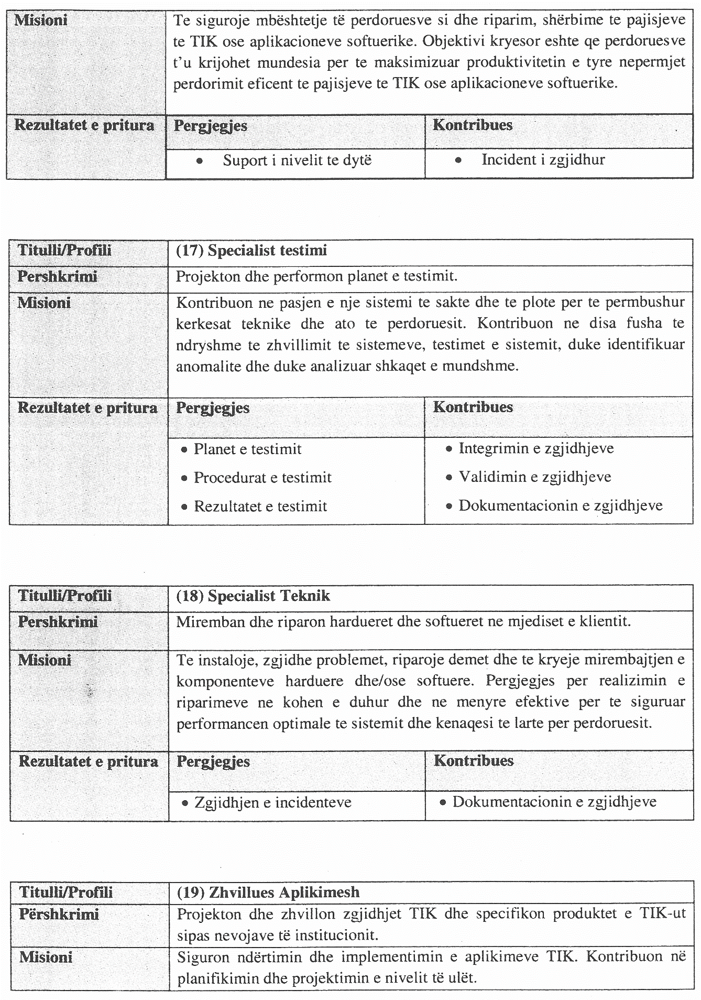 Misioni
Te siguroje mbështetje të perdoruesve si dhe riparim, shërbime te pajisjeve
te TIK ose aplikacioneve softuerike. Objektivi kryesor eshte qe perdoruesve
t'u krijohet mundesia per te maksimizuar produktivitetin e tyre nepermjet
perdorimit eficent te pajisjeve te TIK ose aplikacioneve softuerike.
Rezultatet e pritura
Pergjegjes
Kontribues
• Suport i nivelit te dytë
• Incident i zgjidhur
Titulli/Profili
(17) Specialist testimi
Pershkrimi
Projekton dhe performon planet e testimit.
Misioni
Kontribuon ne pasjen e nje sistemi te sakte dhe te plote per te permbushur
kerkesat teknike dhe ato te perdoruesit. Kontribuon ne disa fusha te
ndryshme te zhvillimit te sistemeve, testimet e sistemit, duke identifikuar
anomalite dhe duke analizuar shkaqet e mundshme.
Rezultatet e pritura
Pergjegjes
Kontribues
• Planet e testimit
• Procedurat e testimit
• Rezultatet e testimit
• Integrimin e zgjidhjeve
• Validimin e zgjidhjeve
• Dokumentacionin e zgjidhjeve
Titulli/Profili
(18) Specialist Teknik
Pershkrimi
Miremban dhe riparon hardueret dhe softueret ne mjediset e klientit.
Misioni
Te instaloje, zgjidhe problemet, riparoje demet dhe te kryeje mirembajtjen e
komponenteve harduere dhe/ose softuere. Pergjegjes per realizimin e
riparimeve ne kohen e duhur dhe ne menyre efektive per te siguruar
performancen optimale te sistemit dhe kenaqesi te larte per perdoruesit.
Rezultatet e pritura
Pergjegjes
Kontribues
• Zgjidhjen e incidenteve
• Dokumentacionin e zgjidhjeve
Titulli/Profili
(19) Zhvillues Aplikimesh
Përshkrimi
Projekton dhe zhvillon zgjidhjet TIK dhe specifikon produktet e TIK-ut
sipas nevojave të institucionit.
Misioni
Siguron ndërtimin dhe implementimin e aplikimeve TIK. Kontribuon në
planifikimin dhe projektimin e nivelit të ulët.